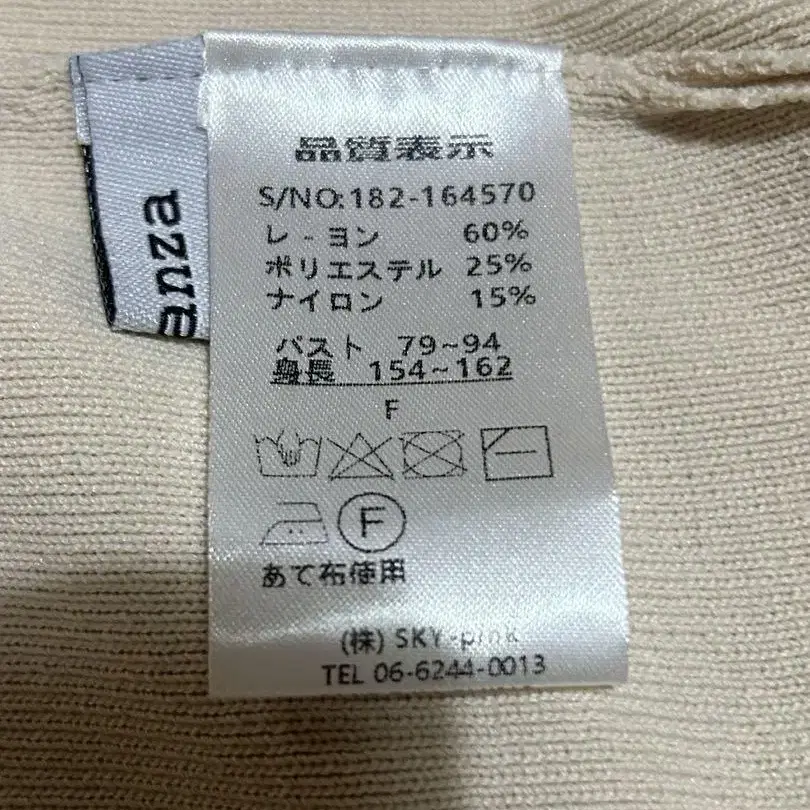 anza
品質表示
S/NO:182-164570
レ-ヨン 60%
ポリエステル 25%
ナイロン 15%
バスト 79~94
身長 154~162
F
F
あて布使用
(株) SKY-pink
TEL 06-6244-0013